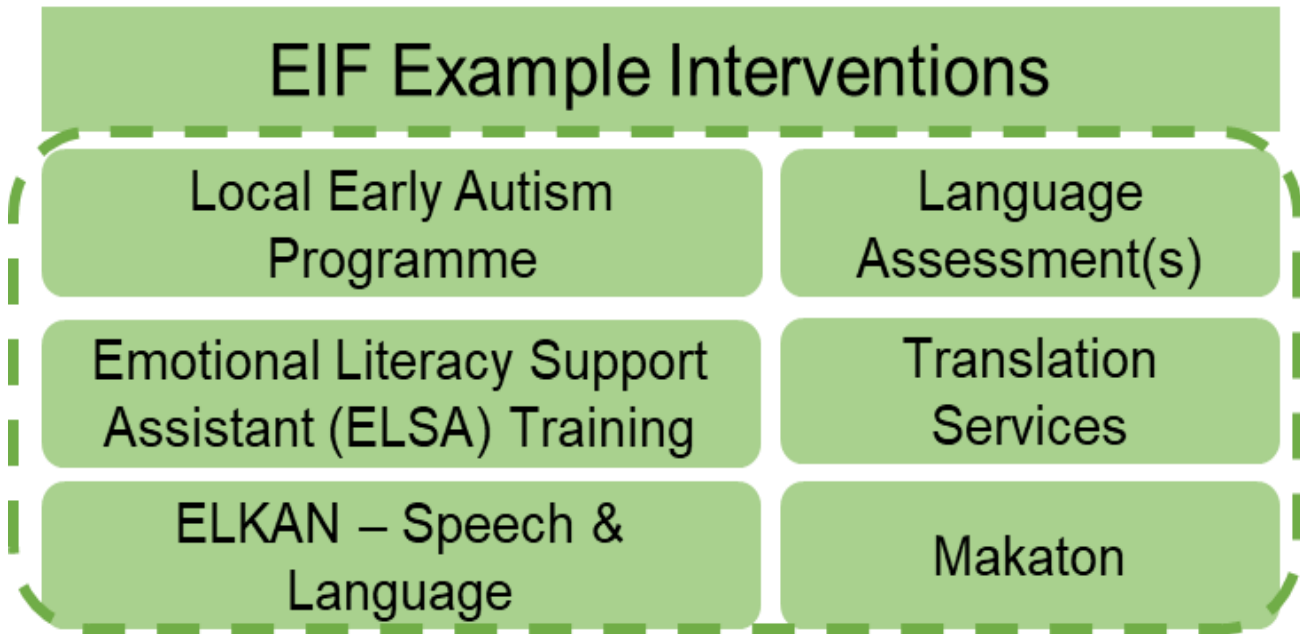 EIF Example Interventions
Local Early Autism
Programme
Language
Assessment(s)
Emotional Literacy Support
Assistant (ELSA) Training
Translation
Services
ELKAN – Speech &
Language
Makaton